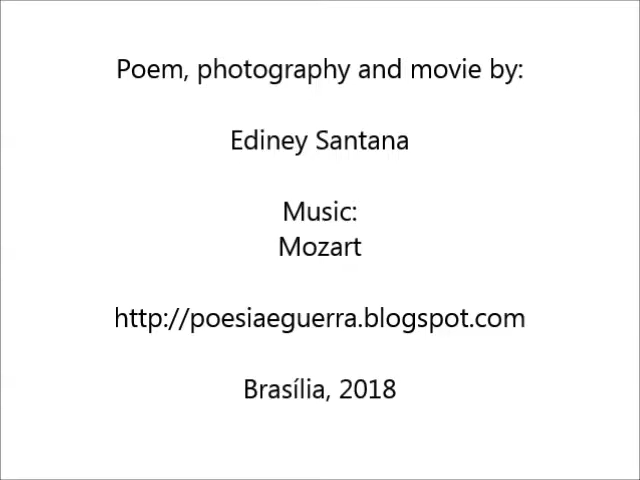 Poem, photography and movie by:
Ediney Santana
Music:
Mozart
http://poesiaeguerra.blogspot.com
Brasília, 2018